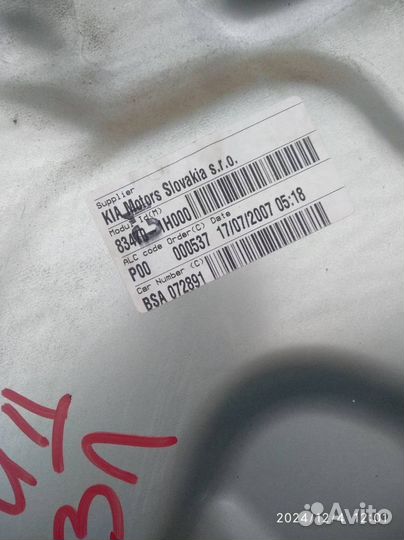 Supplier
KIA Motors Slovakia s.r.o.
Module Id(M)
1H000
ALC code Order(C) Date
P00 000537 17/07/2007 05:18
Car Number (C)
BSA 072891
ЗЛ
2024/12/4 12:01
Avito